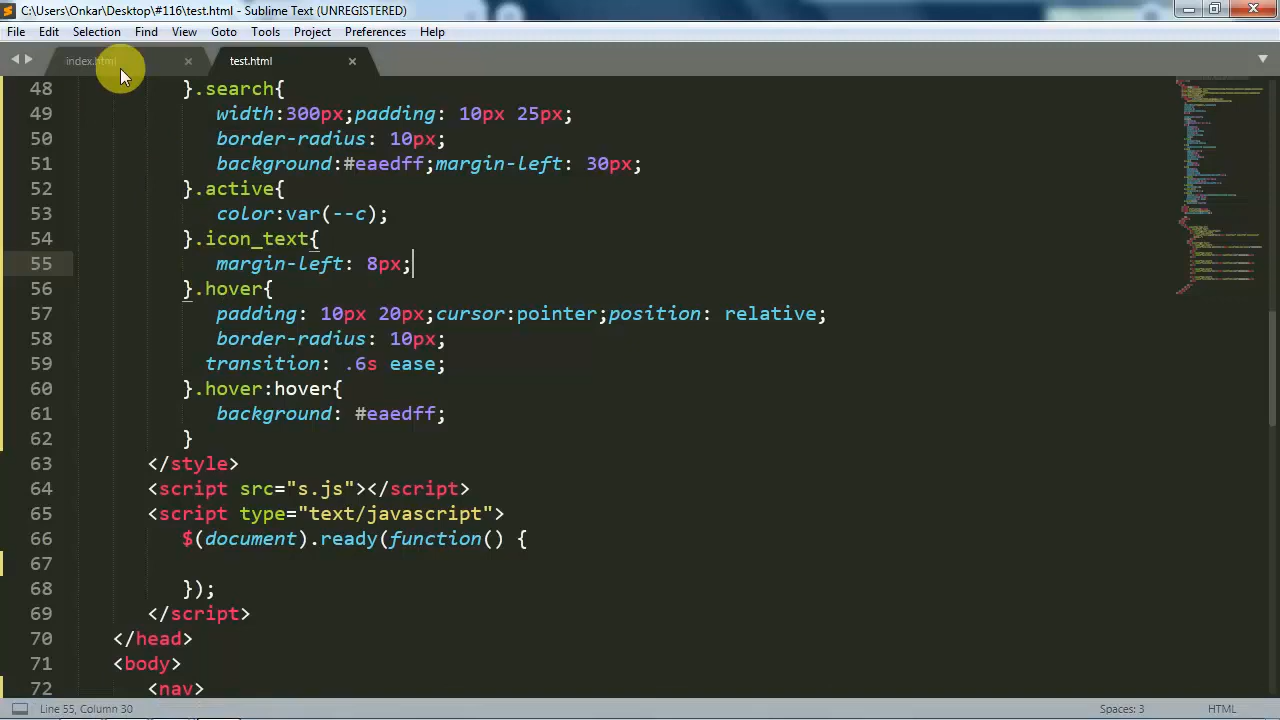 C:\Users\Onkar\Desktop\#116\test.html - Sublime Text (UNREGISTERED)
File Edit Selection Find View Goto Tools Project Preferences Help
index.html test.html
48 }.search{
49 width:300px;padding: 10px 25px;
50 border-radius: 10px;
51 background:#eaedff;margin-left: 30px;
52 }.active{
53 color:var(--c);
54 }.icon_text{
55 margin-left: 8px;
56 }.hover{
57 padding: 10px 20px;cursor:pointer;position: relative;
58 border-radius: 10px;
59 transition: .6s ease;
60 }.hover:hover{
61 background: #eaedff;
62 }
63 </style>
64 <script src="s.js"></script>
65 <script type="text/javascript">
66 $(document).ready(function() {
67
68 });
69 </script>
70 </head>
71 <body>
72 <nav>
Line 55, Column 30 Spaces: 3 HTML